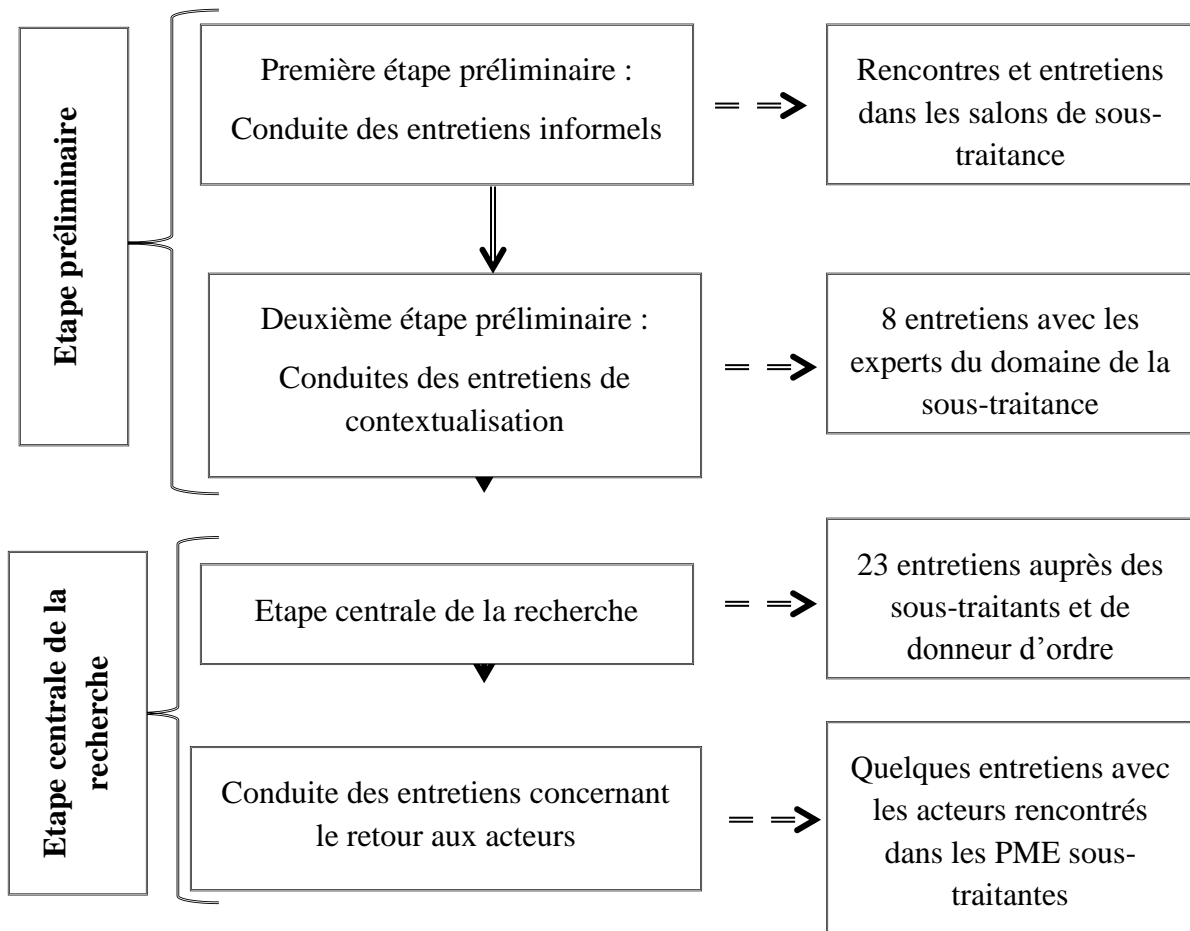 Etape préliminaire
Première étape préliminaire :
Conduite des entretiens informels
Rencontres et entretiens
dans les salons de sous-
traitance
Deuxième étape préliminaire :
Conduites des entretiens de
contextualisation
8 entretiens avec les
experts du domaine de la
sous-traitance
Etape centrale de la
recherche
Etape centrale de la recherche
23 entretiens auprès des
sous-traitants et de
donneur d’ordre
Conduite des entretiens concernant
le retour aux acteurs
Quelques entretiens avec
les acteurs rencontrés
dans les PME sous-
traitantes